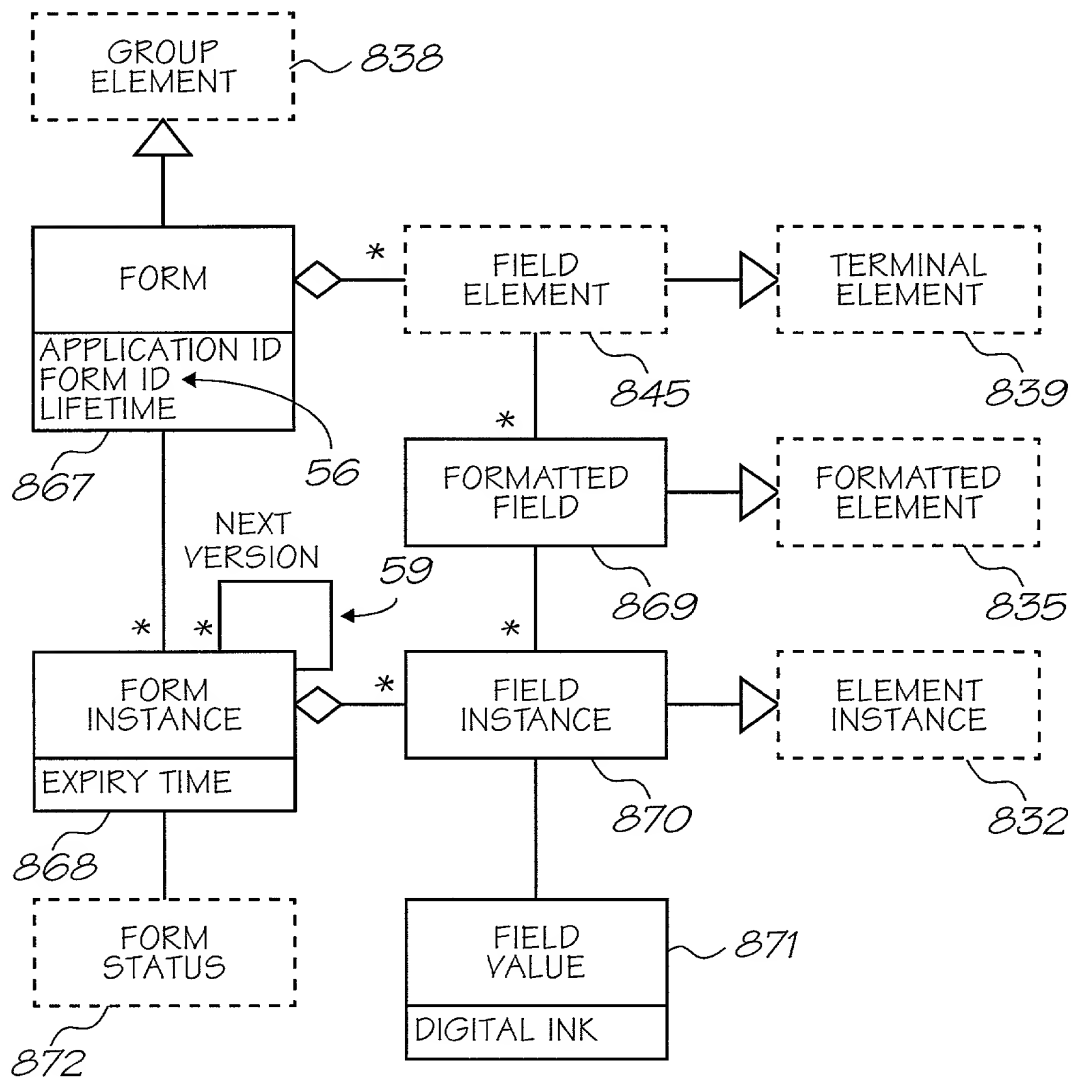 GROUP
ELEMENT
838
FORM
*
FIELD
ELEMENT
TERMINAL
ELEMENT
APPLICATION ID
FORM ID
LIFETIME
845
839
867
56
*
FORMATTED
FIELD
FORMATTED
ELEMENT
NEXT
VERSION
59
869
835
*
*
*
FORM
INSTANCE
*
FIELD
INSTANCE
ELEMENT
INSTANCE
EXPIRY TIME
870
832
868
FORM
STATUS
FIELD
VALUE
871
DIGITAL INK
872